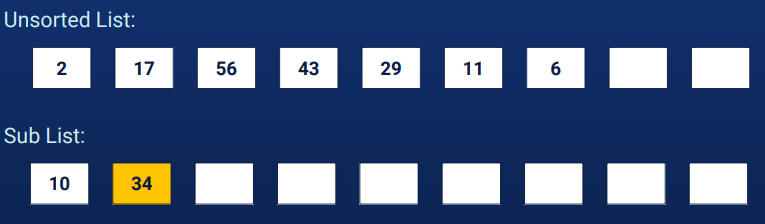 Unsorted List:
2 17 56 43 29 11 6
Sub List:
10 34